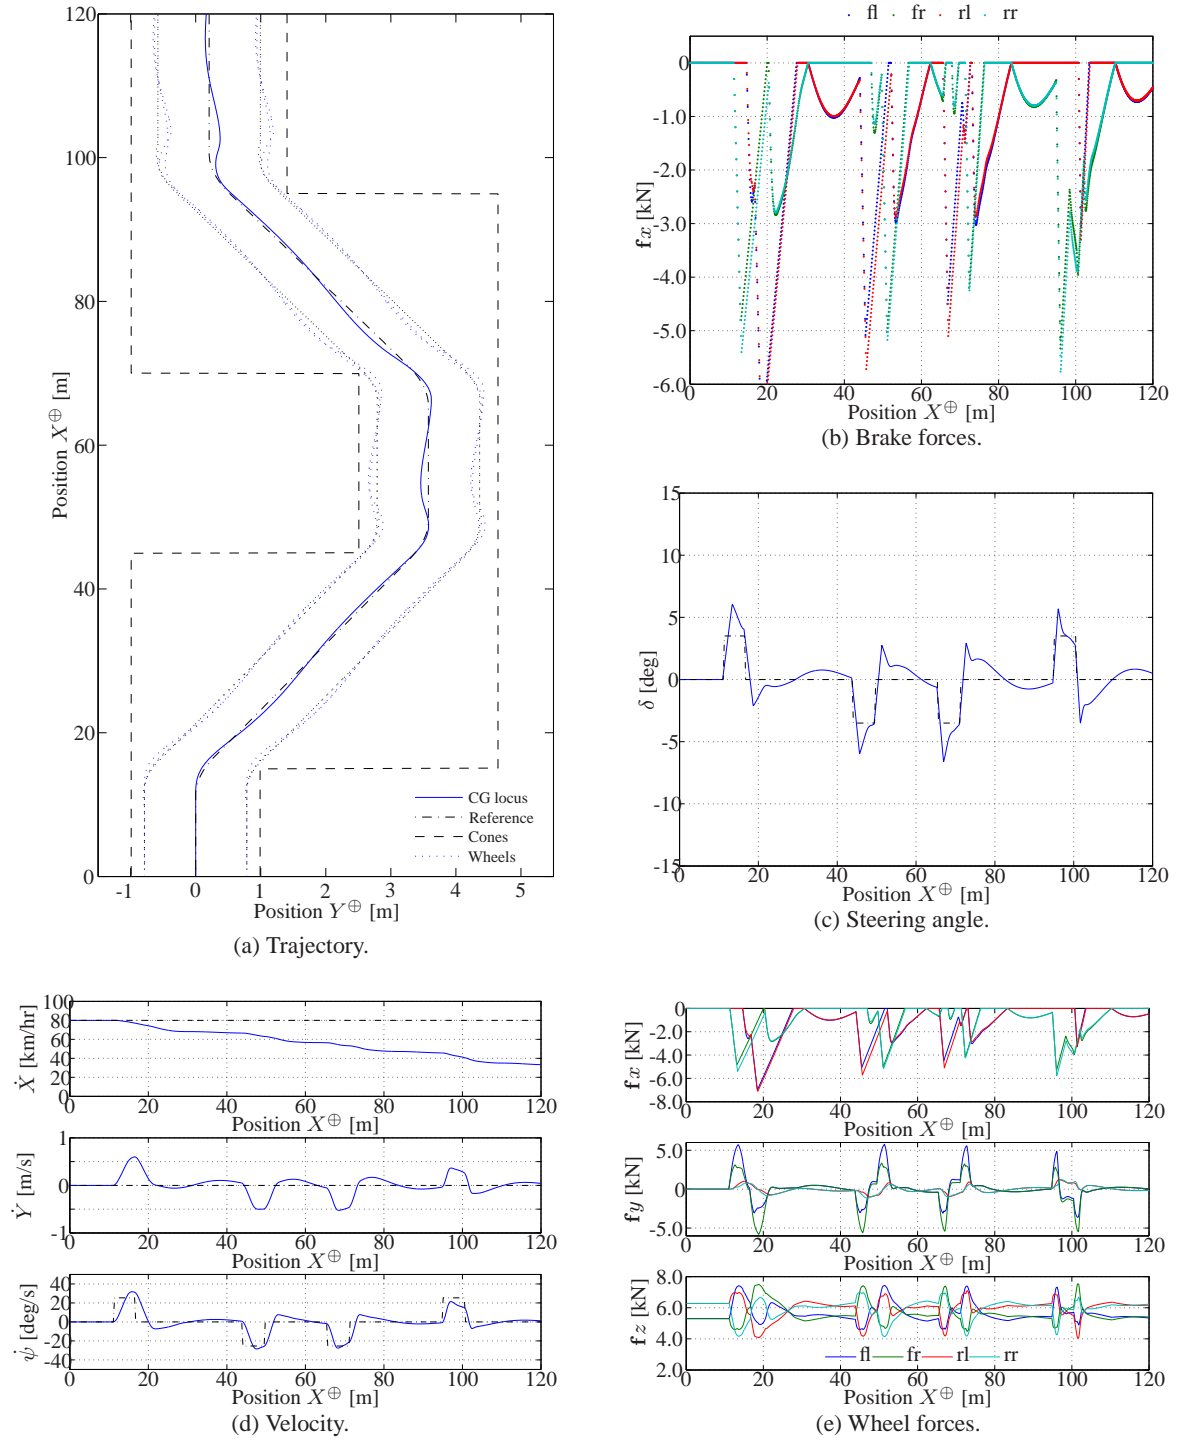 120
100
80
60
40
20
0
-1 0 1 2 3 4 5
Position X⊕ [m]
Position Y⊕ [m]
CG locus
Reference
Cones
Wheels
(a) Trajectory.
fl fr rl rr
0
-1.0
-2.0
-3.0
-4.0
-5.0
-6.0
0 20 40 60 80 100 120
fx [kN]
Position X⊕ [m]
(b) Brake forces.
15
10
5
0
-5
-10
-15
0 20 40 60 80 100 120
δ [deg]
Position X⊕ [m]
(c) Steering angle.
100
80
60
40
20
0
0 20 40 60 80 100 120
Ẋ [km/hr]
Position X⊕ [m]
1
0
-1
0 20 40 60 80 100 120
Ẏ [m/s]
Position X⊕ [m]
40
20
0
-20
-40
0 20 40 60 80 100 120
ψ̇ [deg/s]
Position X⊕ [m]
(d) Velocity.
0
-2.0
-4.0
-6.0
-8.0
0 20 40 60 80 100 120
fx [kN]
Position X⊕ [m]
5.0
0
-5.0
0 20 40 60 80 100 120
fy [kN]
Position X⊕ [m]
8.0
6.0
4.0
2.0
0 20 40 60 80 100 120
fz [kN]
fl fr rl rr
Position X⊕ [m]
(e) Wheel forces.